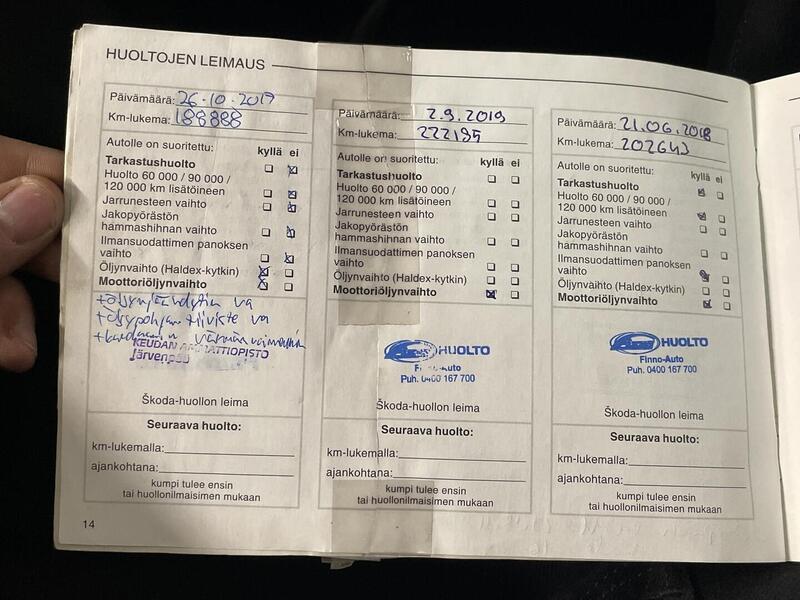 HUOLTOJEN LEIMAUS
Päivämäärä: 26.10.2017
Km-lukema: 188888
Autolle on suoritettu: kyllä ei
Tarkastushuolto
Huolto 60 000 / 90 000 /
120 000 km lisätöineen
Jarrunesteen vaihto
Jakopyörästön
hammashihnan vaihto
Ilmansuodattimen panoksen
vaihto
Öljynvaihto (Haldex-kytkin)
Moottoriöljynvaihto
+öljynsuodatin va
+öljypohjan tiiviste va
KEUDAN AMMATTIOPISTO
Järvenpää
Škoda-huollon leima
Seuraava huolto:
km-lukemalla:
ajankohtana:
kumpi tulee ensin
tai huollonilmaisimen mukaan
14
Päivämäärä: 2.9.2019
Km-lukema: 222195
Autolle on suoritettu: kyllä ei
Tarkastushuolto
Huolto 60 000 / 90 000 /
120 000 km lisätöineen
Jarrunesteen vaihto
Jakopyörästön
hammashihnan vaihto
Ilmansuodattimen panoksen
vaihto
Öljynvaihto (Haldex-kytkin)
Moottoriöljynvaihto
HUOLTO
Finno-Auto
Puh. 0400 167 700
Škoda-huollon leima
Seuraava huolto:
km-lukemalla:
ajankohtana:
kumpi tulee ensin
tai huollonilmaisimen mukaan
Päivämäärä: 21.06.2018
Km-lukema: 202643
Autolle on suoritettu: kyllä ei
Tarkastushuolto
Huolto 60 000 / 90 000 /
120 000 km lisätöineen
Jarrunesteen vaihto
Jakopyörästön
hammashihnan vaihto
Ilmansuodattimen panoksen
vaihto
Öljynvaihto (Haldex-kytkin)
Moottoriöljynvaihto
HUOLTO
Finno-Auto
Puh. 0400 167 700
Škoda-huollon leima
Seuraava huolto:
km-lukemalla:
ajankohtana:
kumpi tulee ensin
tai huollonilmaisimen mukaan